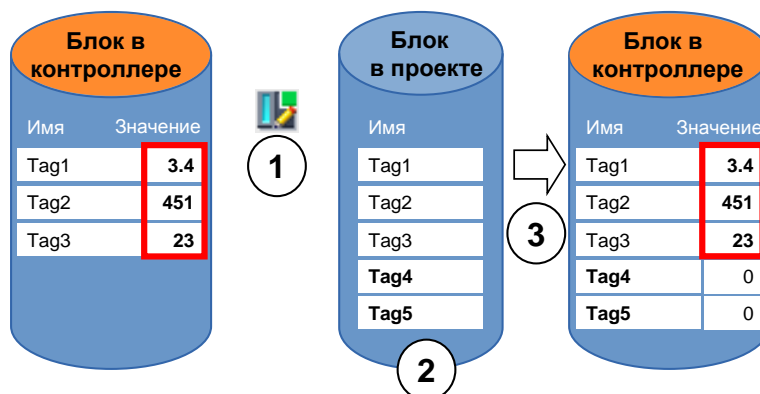 Блок в
контроллере
Имя Значение
Tag1 3.4
Tag2 451
Tag3 23
1
Блок
в проекте
Имя
Tag1
Tag2
Tag3
Tag4
Tag5
2
3
Блок в
контроллере
Имя Значение
Tag1 3.4
Tag2 451
Tag3 23
Tag4 0
Tag5 0